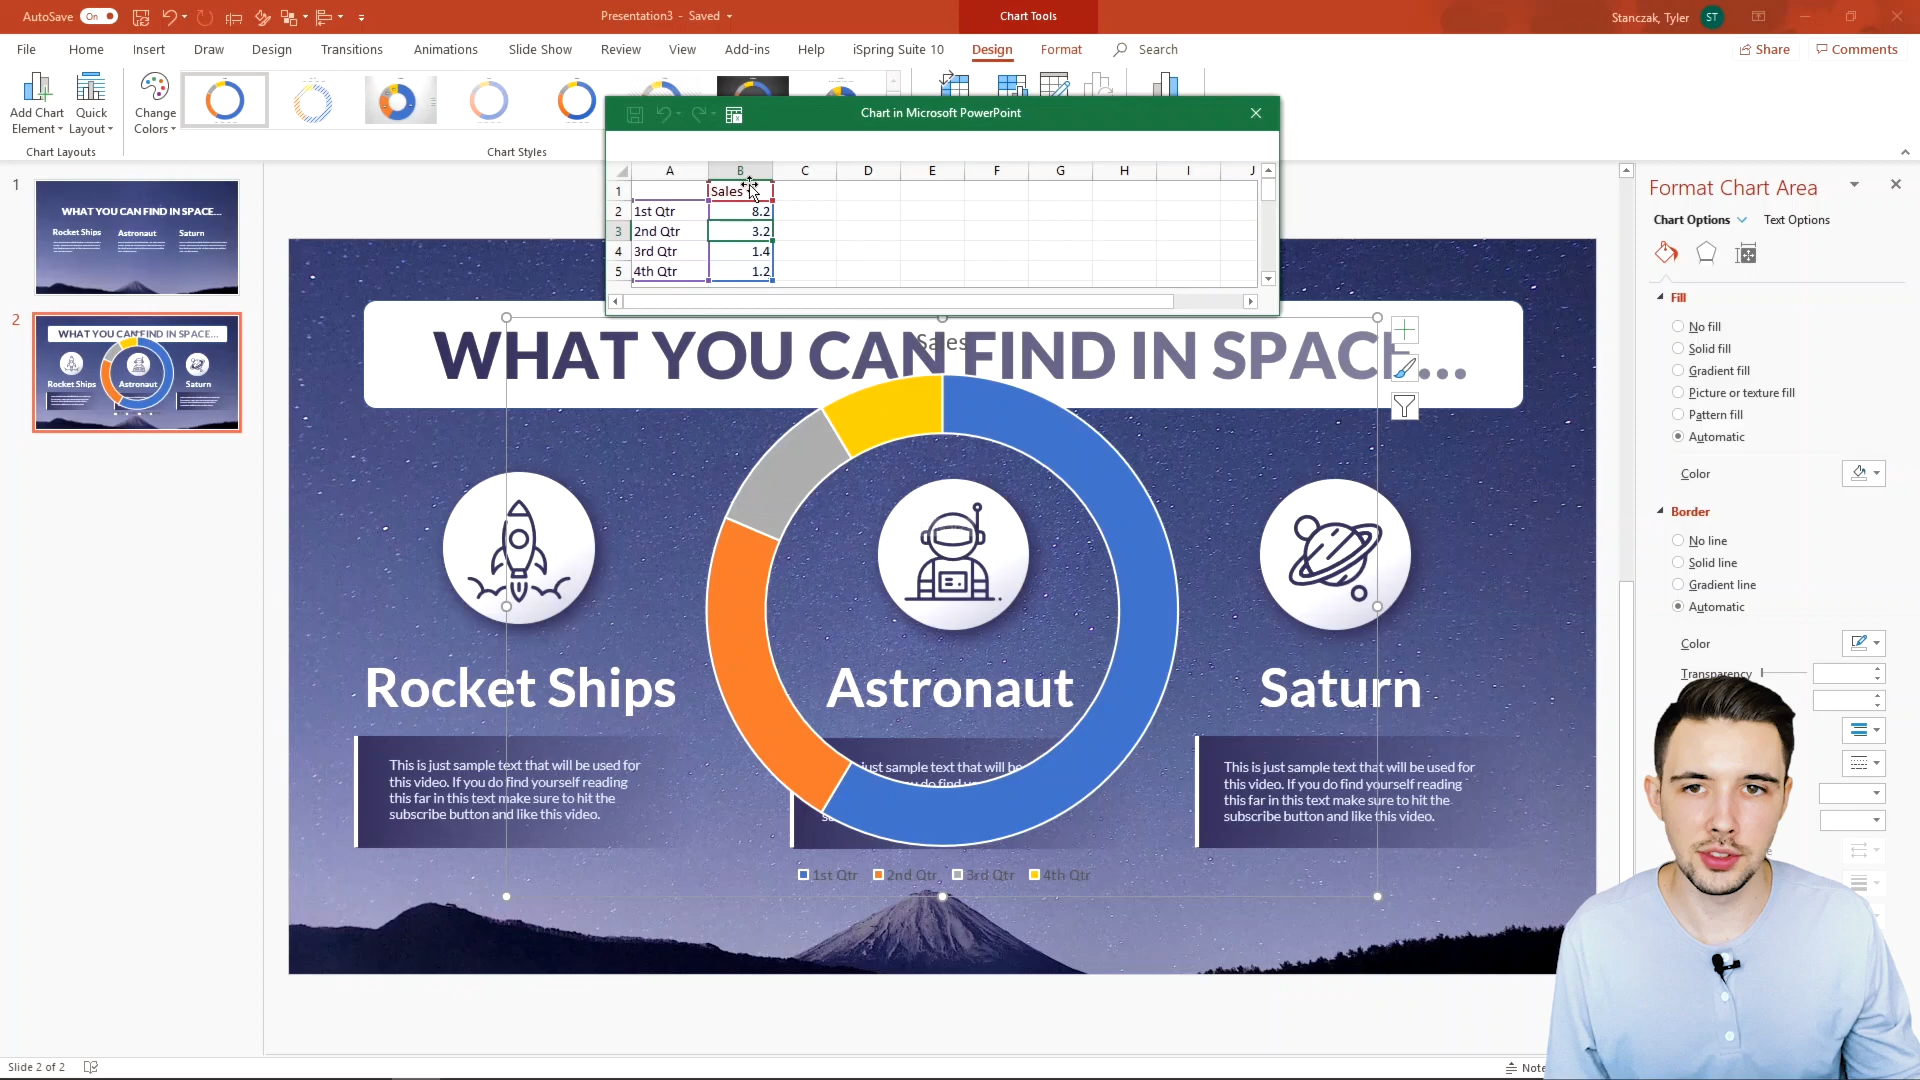 AutoSave On
Presentation3 - Saved
Chart Tools
Stanczak, Tyler ST
File Home Insert Draw Design Transitions Animations Slide Show Review View Add-ins Help iSpring Suite 10 Design Format Search
Share Comments
Add Chart Element
Quick Layout
Change Colors
Chart Layouts
Chart Styles
Chart in Microsoft PowerPoint
A B C D E F G H I J
1 Sales
2 1st Qtr 8.2
3 2nd Qtr 3.2
4 3rd Qtr 1.4
5 4th Qtr 1.2
1
WHAT YOU CAN FIND IN SPACE...
Rocket Ships Astronaut Saturn
2
WHAT YOU CAN FIND IN SPACE...
Rocket Ships Astronaut Saturn
Sales
WHAT YOU CAN FIND IN SPACE...
Rocket Ships
Astronaut
Saturn
This is just sample text that will be used for
this video. If you do find yourself reading
this far in this text make sure to hit the
subscribe button and like this video.
just sample text that will be
do find
This is just sample text that will be used for
this video. If you do find yourself reading
this far in this text make sure to hit the
subscribe button and like this video.
1st Qtr 2nd Qtr 3rd Qtr 4th Qtr
Format Chart Area
Chart Options Text Options
Fill
No fill
Solid fill
Gradient fill
Picture or texture fill
Pattern fill
Automatic
Color
Border
No line
Solid line
Gradient line
Automatic
Color
Transparency
Slide 2 of 2